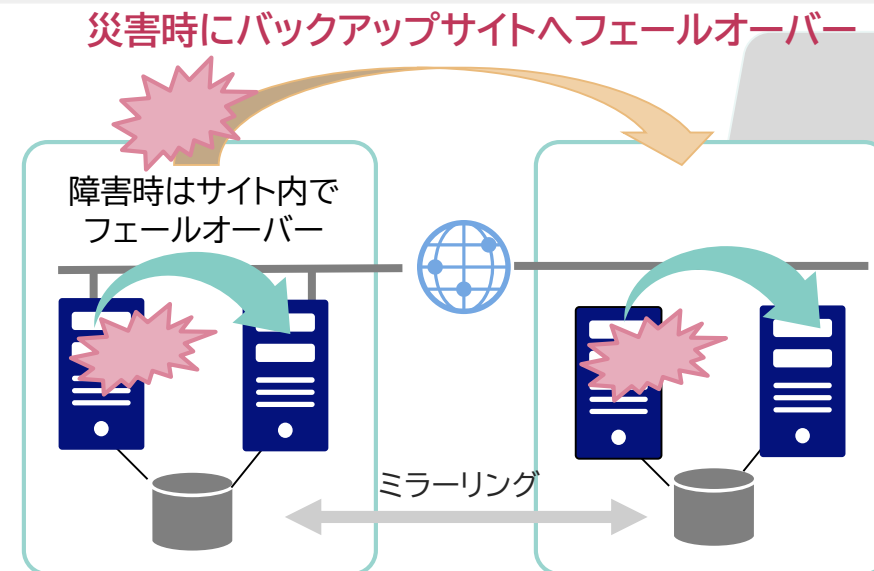 災害時にバックアップサイトへフェールオーバー
障害時はサイト内で
フェールオーバー
ミラーリング